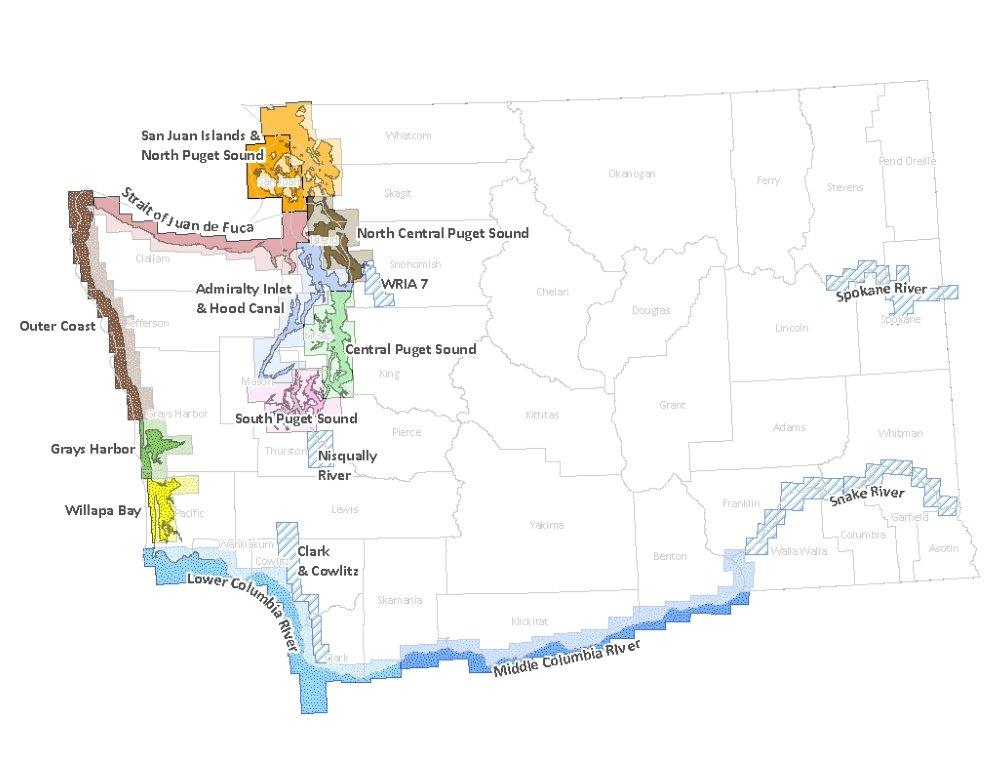 San Juan Islands &
North Puget Sound
Whatcom
San Juan
Skagit
Okanogan
Ferry
Stevens
Pend Oreille
Strait of Juan de Fuca
North Central Puget Sound
Island
Clallam
Snohomish
WRIA 7
Admiralty Inlet
& Hood Canal
Chelan
Douglas
Spokane River
Spokane
Lincoln
Outer Coast
Jefferson
Kitsap
Central Puget Sound
King
Mason
Grays Harbor
South Puget Sound
Kittitas
Grant
Adams
Whitman
Pierce
Grays Harbor
Thurston
Nisqually
River
Willapa Bay
Pacific
Lewis
Yakima
Franklin
Snake River
Garfield
Columbia
Asotin
Walla Walla
Benton
Wahkiakum
Cowlitz
Clark
& Cowlitz
Lower Columbia River
Skamania
Klickitat
Clark
Middle Columbia River